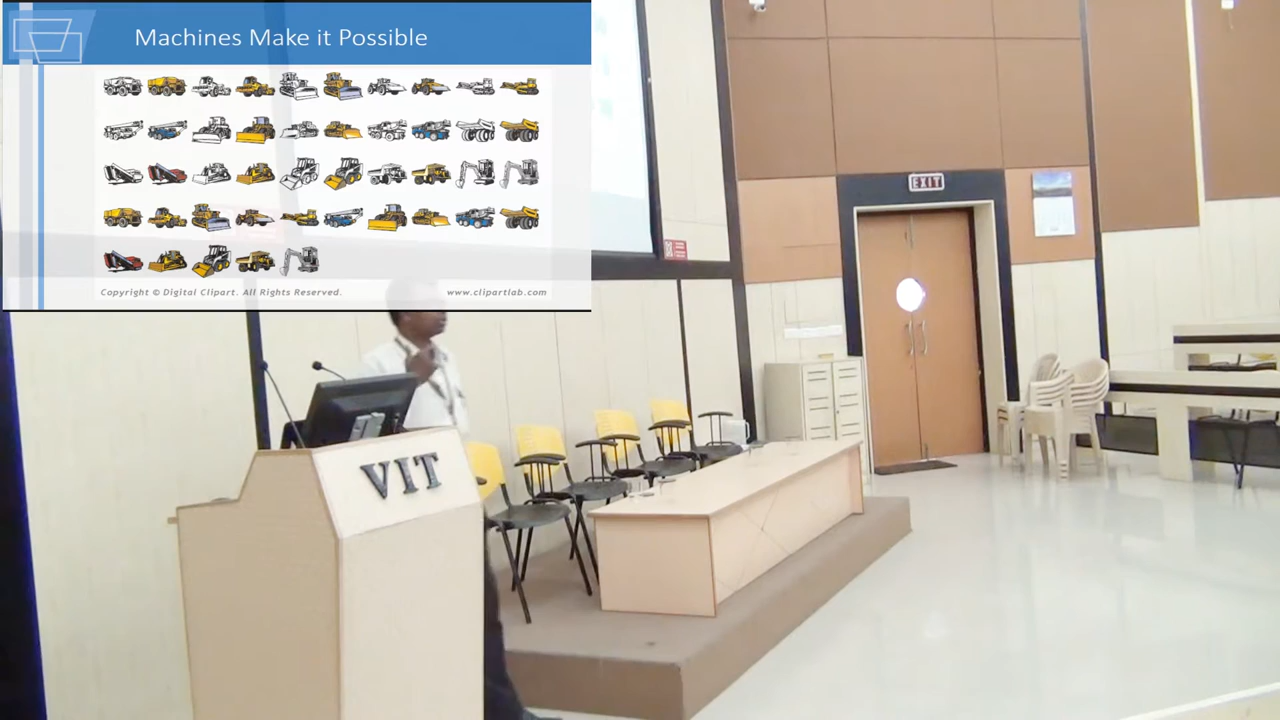 Machines Make it Possible
Copyright © Digital Clipart. All Rights Reserved.
www.clipartlab.com
EXIT
VIT